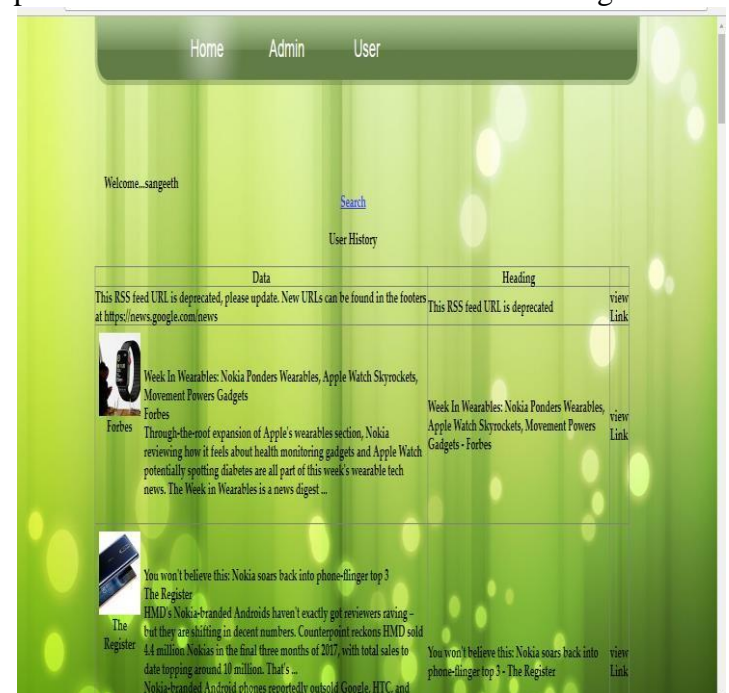 Home Admin User
Welcome...sangeeth
Search
User History
Data Heading
This RSS feed URL is deprecated, please update. New URLs can be found in the footers
at https://news.google.com/news
This RSS feed URL is deprecated
view
Link
Week In Wearables: Nokia Ponders Wearables, Apple Watch Skyrockets,
Movement Powers Gadgets
Forbes
Forbes
Through-the-roof expansion of Apple's wearables section, Nokia
reviewing how it feels about health monitoring gadgets and Apple Watch
potentially spotting diabetes are all part of this week's wearable tech
news. The Week in Wearables is a news digest ...
Week In Wearables: Nokia Ponders Wearables,
Apple Watch Skyrockets, Movement Powers
Gadgets - Forbes
view
Link
The
Register
You won't believe this: Nokia soars back into phone-flinger top 3
The Register
HMD's Nokia-branded Androids haven't exactly got reviewers raving –
but they are shifting in decent numbers. Counterpoint reckons HMD sold
4.4 million Nokias in the final three months of 2017, with total sales to
date topping around 10 million. That's ...
Nokia-branded Android phones reportedly outsold Google, HTC, and
You won't believe this: Nokia soars back into
phone-flinger top 3 - The Register
view
Link